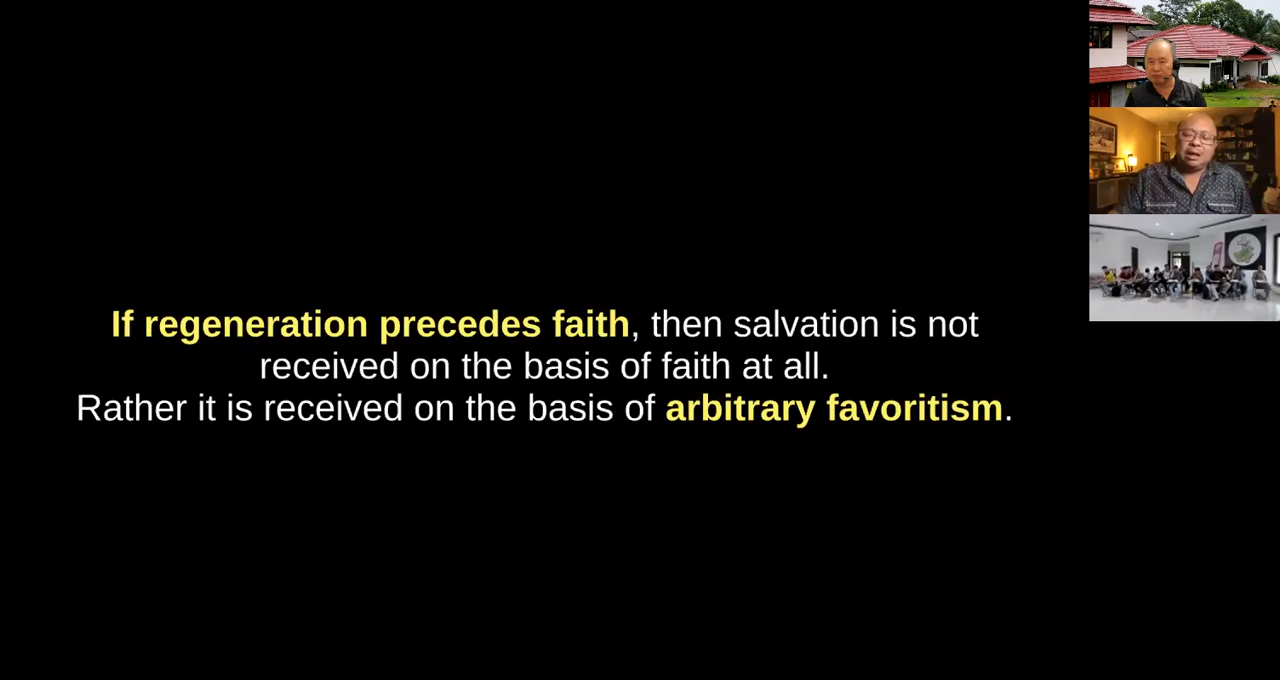 If regeneration precedes faith, then salvation is not
received on the basis of faith at all.
Rather it is received on the basis of arbitrary favoritism.